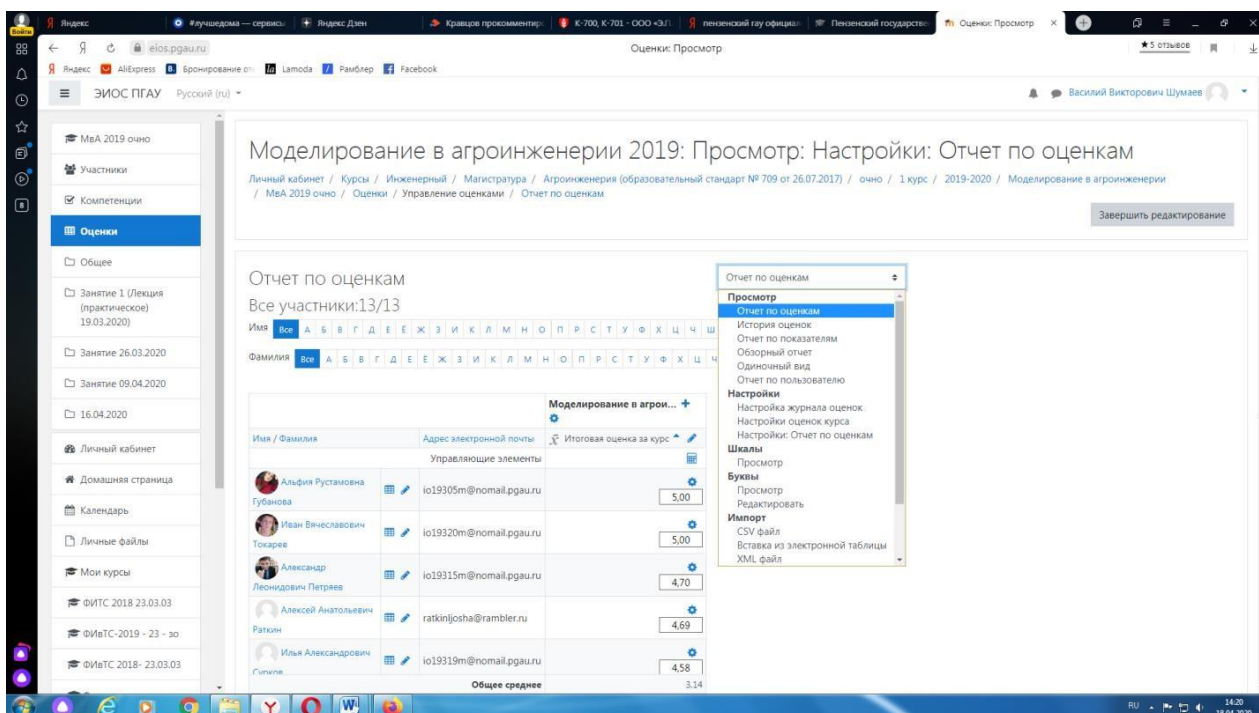 Войти
Яндекс
#лучшедома — сервисы
Яндекс Дзен
Кравцов прокомментиро
К-700, К-701 - ООО «З.П.
пензенский гау официал
Пензенский государстве
Оценки: Просмотр
eios.pgau.ru
Оценки: Просмотр
★5 отзывов
Яндекс
AliExpress
Бронирование от
Lamoda
Рамблер
Facebook
ЭИОС ПГАУ
Русский (ru)
Василий Викторович Шумаев
МвА 2019 очно
Участники
Компетенции
Оценки
Общее
Занятие 1 (Лекция
(практическое)
19.03.2020)
Занятие 26.03.2020
Занятие 09.04.2020
16.04.2020
Личный кабинет
Домашняя страница
Календарь
Личные файлы
Мои курсы
ФИТС 2018 23.03.03
ФИвТС-2019 - 23 - зо
ФИвТС 2018- 23.03.03
Моделирование в агроинженерии 2019: Просмотр: Настройки: Отчет по оценкам
Личный кабинет / Курсы / Инженерный / Магистратура / Агроинженерия (образовательный стандарт № 709 от 26.07.2017) / очно / 1 курс / 2019-2020 / Моделирование в агроинженерии
/ МвА 2019 очно / Оценки / Управление оценками / Отчет по оценкам
Завершить редактирование
Отчет по оценкам
Все участники:13/13
Имя Все А Б В Г Д Е Ё Ж З И К Л М Н О П Р С Т У Ф Х Ц Ч Ш
Фамилия Все А Б В Г Д Е Ё Ж З И К Л М Н О П Р С Т У Ф Х Ц Ч
Моделирование в агрои...
Имя / Фамилия
Адрес электронной почты
Итоговая оценка за курс
Управляющие элементы
Альфия Рустамовна
Губанова
io19305m@nomail.pgau.ru
5,00
Иван Вячеславович
Токарев
io19320m@nomail.pgau.ru
5,00
Александр
Леонидович Петряев
io19315m@nomail.pgau.ru
4,70
Алексей Анатольевич
Раткин
ratkinljosha@rambler.ru
4,69
Илья Александрович
Сурков
io19319m@nomail.pgau.ru
4,58
Общее среднее
3.14
Отчет по оценкам
Просмотр
Отчет по оценкам
История оценок
Отчет по показателям
Обзорный отчет
Одиночный вид
Отчет по пользователю
Настройки
Настройка журнала оценок
Настройки оценок курса
Настройки: Отчет по оценкам
Шкалы
Просмотр
Буквы
Просмотр
Редактировать
Импорт
CSV файл
Вставка из электронной таблицы
XML файл
RU
14:20
18.04.2020